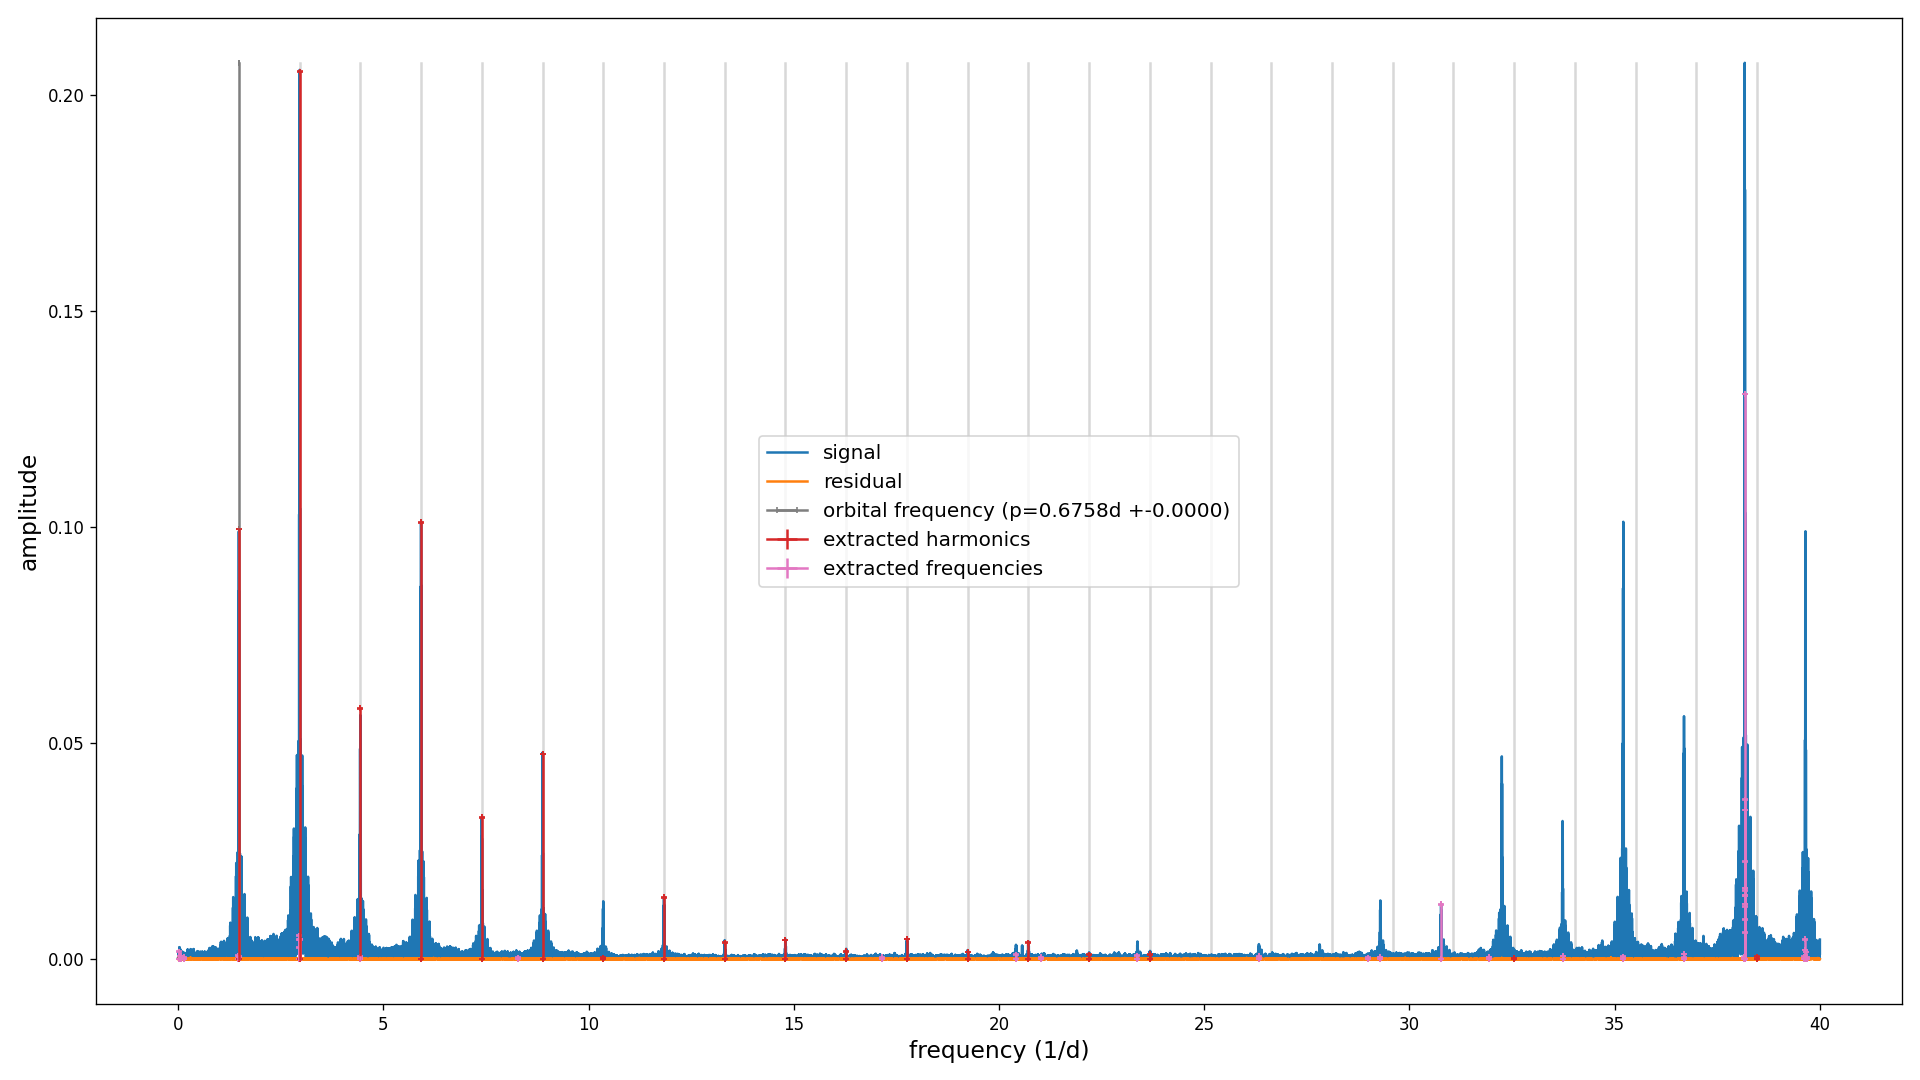 0.20
0.15
0.10
0.05
0.00
amplitude
signal
residual
orbital frequency (p=0.6758d +-0.0000)
extracted harmonics
extracted frequencies
0 5 10 15 20 25 30 35 40
frequency (1/d)